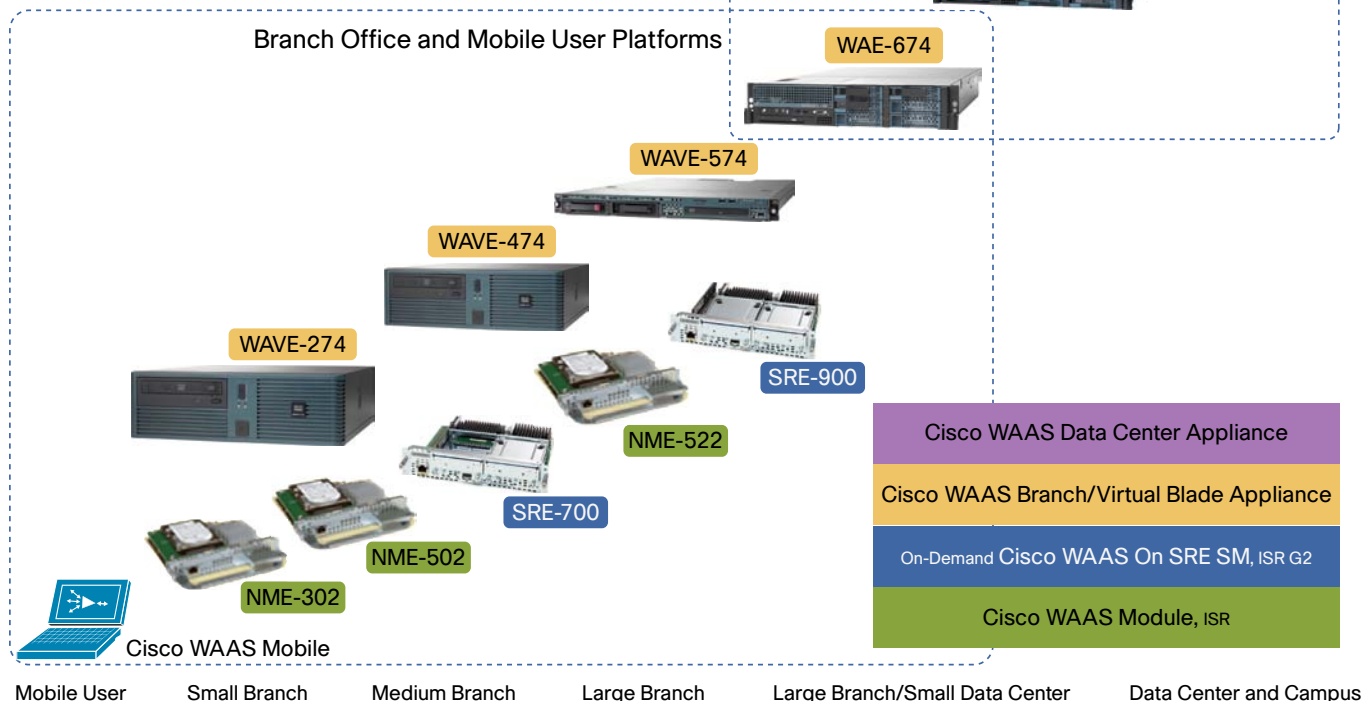 Branch Office and Mobile User Platforms
WAE-674
WAVE-574
WAVE-474
WAVE-274
SRE-900
NME-522
SRE-700
NME-502
NME-302
Cisco WAAS Mobile
Cisco WAAS Data Center Appliance
Cisco WAAS Branch/Virtual Blade Appliance
On-Demand Cisco WAAS On SRE SM, ISR G2
Cisco WAAS Module, ISR
Mobile User
Small Branch
Medium Branch
Large Branch
Large Branch/Small Data Center
Data Center and Campus